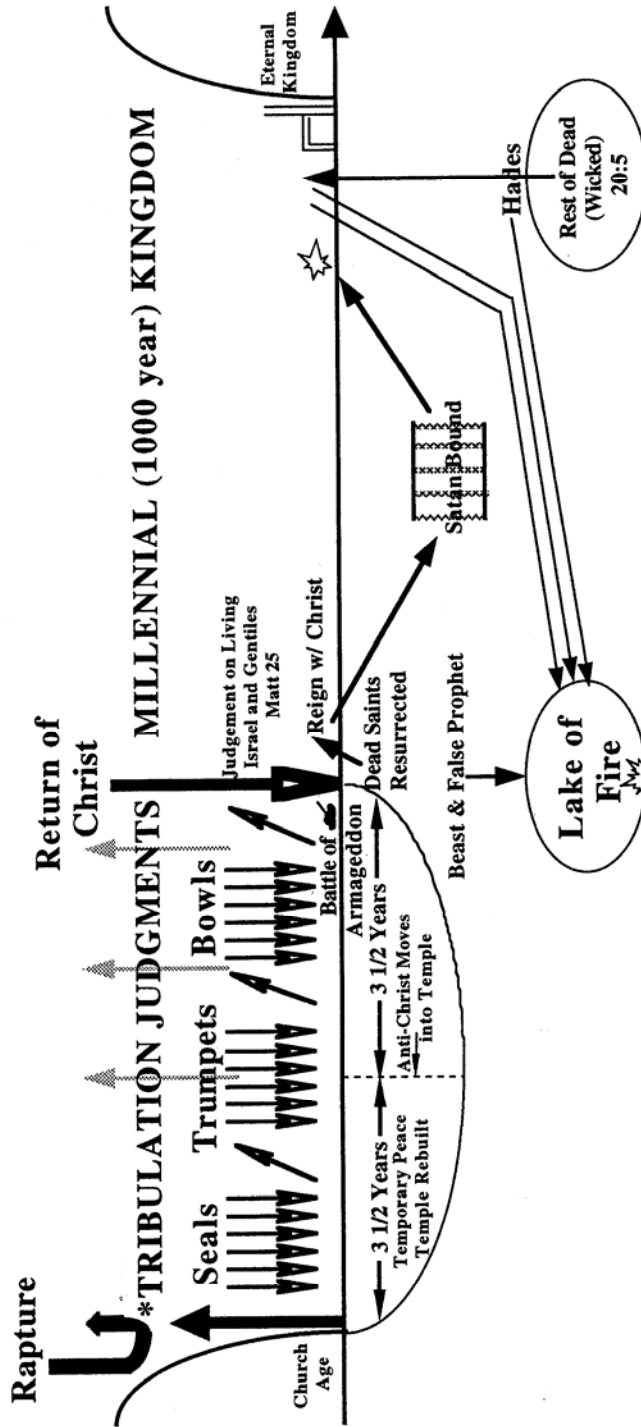 Rapture
Return of
Christ
*TRIBULATION JUDGMENTS
MILLENNIAL (1000 year) KINGDOM
Seals
Trumpets
Bowls
Judgement on Living
Israel and Gentiles
Matt 25
Reign w/ Christ
Eternal
Kingdom
Church
Age
Battle of
Armageddon
3 1/2 Years
Temporary Peace
Temple Rebuilt
3 1/2 Years
Anti-Christ Moves
into Temple
Dead Saints
Resurrected
Beast & False Prophet
Satan Bound
Hades
Lake of
Fire
Rest of Dead
(Wicked)
20:5